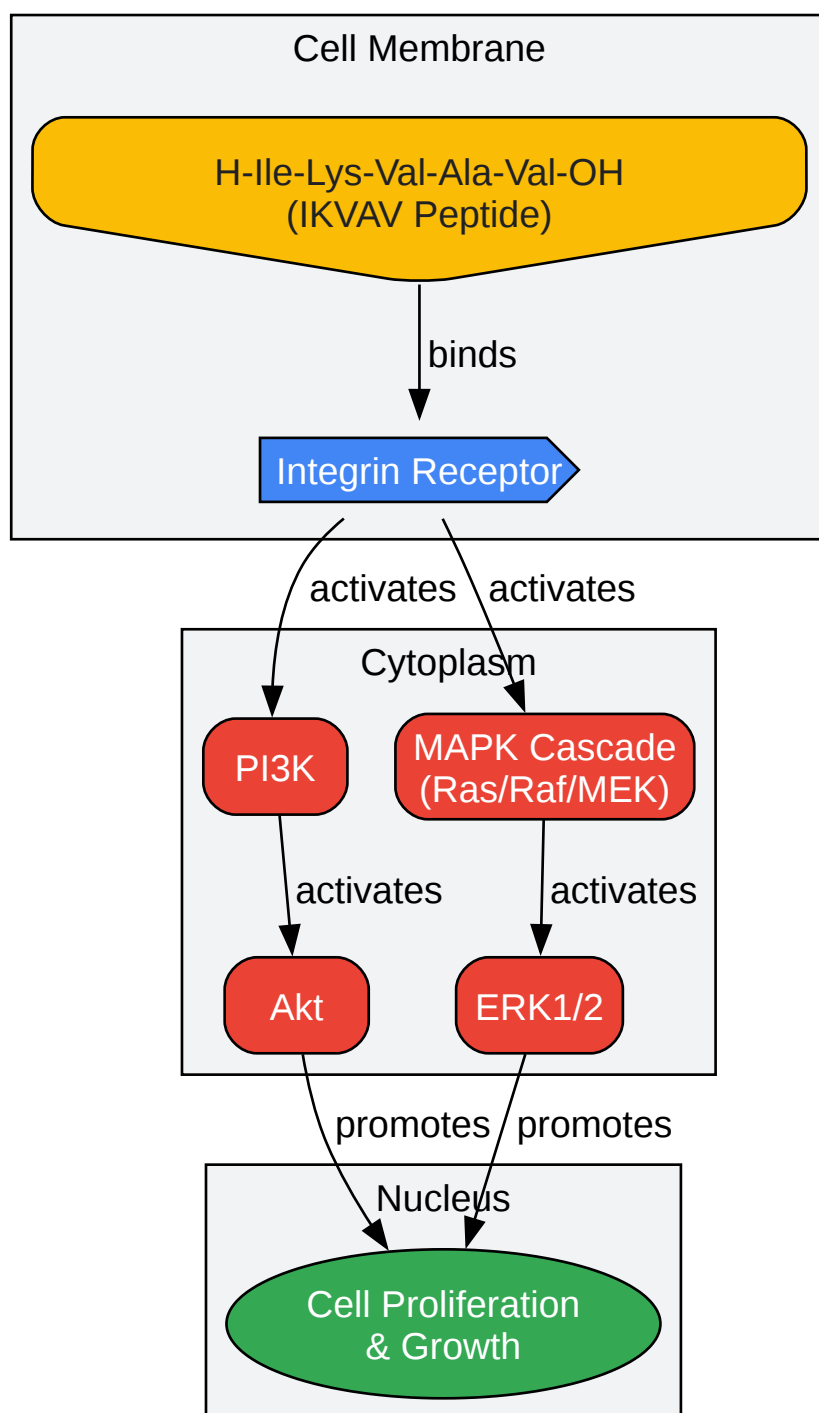 Cell Membrane
H-Ile-Lys-Val-Ala-Val-OH
(IKVAV Peptide)
binds
Integrin Receptor
activates
activates
Cytoplasm
PI3K
MAPK Cascade
(Ras/Raf/MEK)
activates
activates
Akt
ERK1/2
promotes
promotes
Nucleus
Cell Proliferation
& Growth